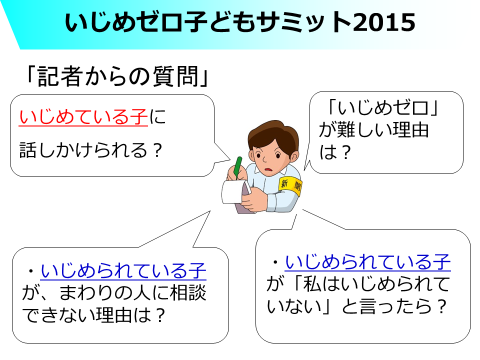 いじめゼロ子どもサミット2015
「記者からの質問」
いじめている子に
話しかけられる？
「いじめゼロ」
が難しい理由
は？
新聞
・いじめられている子
が、まわりの人に相談
できない理由は？
・いじめられている子
が「私はいじめられて
いない」と言ったら？